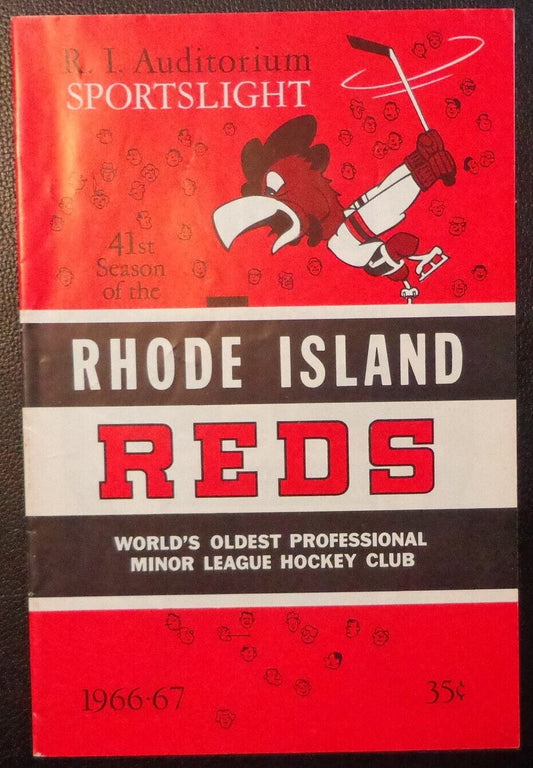 R. I. Auditorium
SPORTSLIGHT
41st
Season
of the
RHODE ISLAND
REDS
WORLD'S OLDEST PROFESSIONAL
MINOR LEAGUE HOCKEY CLUB
1966-67
35¢